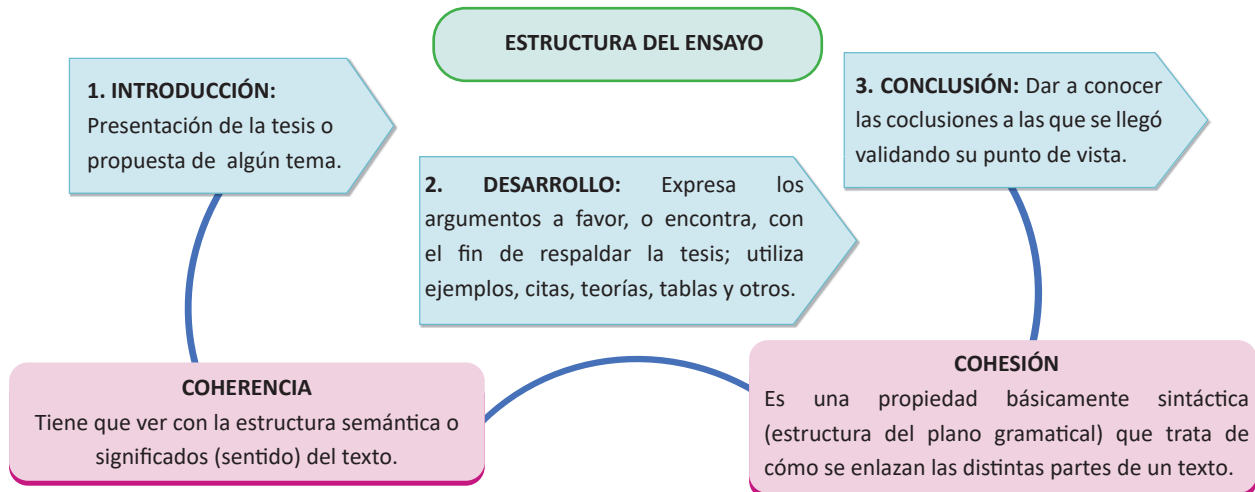 ESTRUCTURA DEL ENSAYO
1. INTRODUCCIÓN:
Presentación de la tesis o
propuesta de algún tema.
2. DESARROLLO: Expresa los
argumentos a favor, o encontra, con
el fin de respaldar la tesis; utiliza
ejemplos, citas, teorías, tablas y otros.
3. CONCLUSIÓN: Dar a conocer
las coclusiones a las que se llegó
validando su punto de vista.
COHERENCIA
Tiene que ver con la estructura semántica o
significados (sentido) del texto.
COHESIÓN
Es una propiedad básicamente sintáctica
(estructura del plano gramatical) que trata de
cómo se enlazan las distintas partes de un texto.